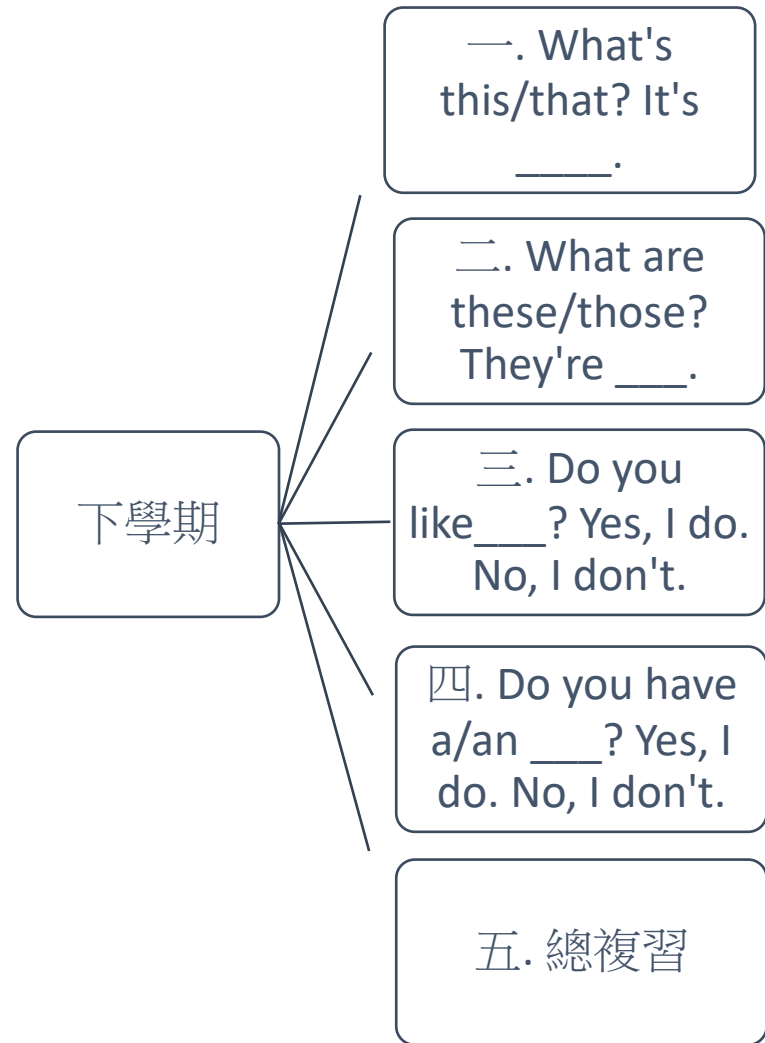 下學期
一. What's
this/that? It's
____.
二. What are
these/those?
They're ___.
三. Do you
like___? Yes, I do.
No, I don't.
四. Do you have
a/an ___? Yes, I
do. No, I don't.
五. 總複習